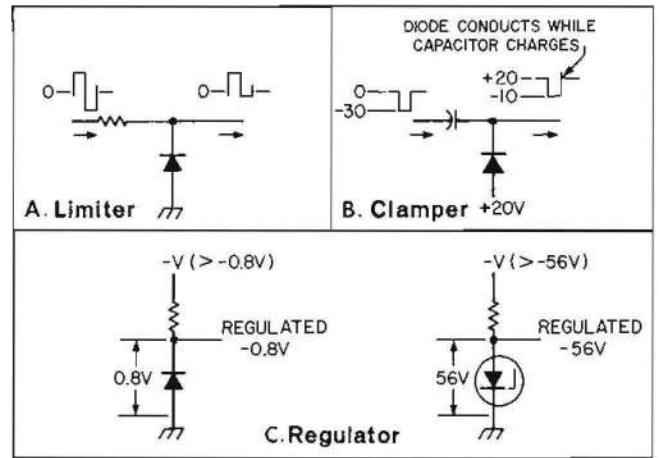 0
0
A. Limiter
DIODE CONDUCTS WHILE
CAPACITOR CHARGES
0
-30
+20
-10
+20V
B. Clamper
-V (> -0.8V)
REGULATED
-0.8V
0.8V
-V (> -56V)
REGULATED
-56V
56V
C. Regulator